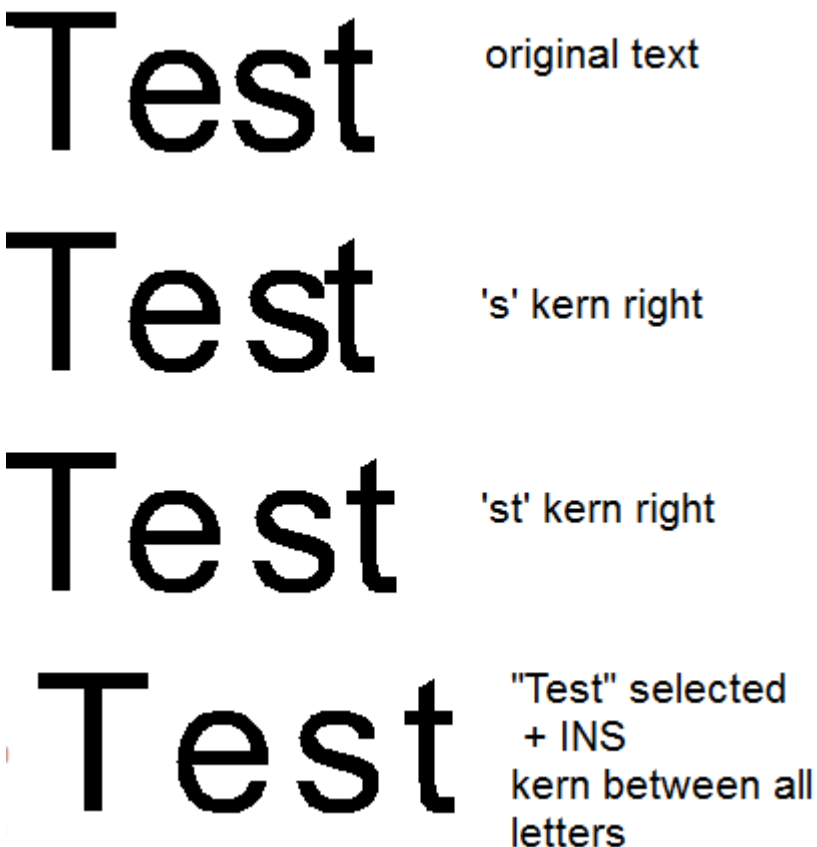 Test original text
Test 's' kern right
Test 'st' kern right
Test "Test" selected
+ INS
kern between all
letters